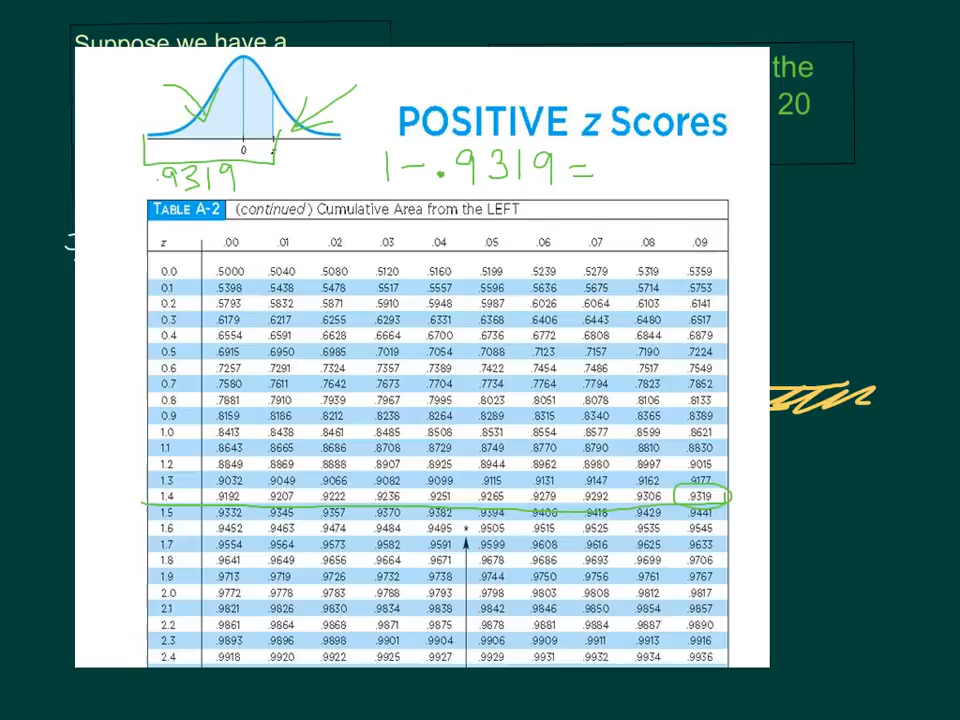 Suppose we have a
the
20
POSITIVE z Scores
0 z
.9319
1 - .9319 =
TABLE A-2 (continued) Cumulative Area from the LEFT
z .00 .01 .02 .03 .04 .05 .06 .07 .08 .09
0.0 .5000 .5040 .5080 .5120 .5160 .5199 .5239 .5279 .5319 .5359
0.1 .5398 .5438 .5478 .5517 .5557 .5596 .5636 .5675 .5714 .5753
0.2 .5793 .5832 .5871 .5910 .5948 .5987 .6026 .6064 .6103 .6141
0.3 .6179 .6217 .6255 .6293 .6331 .6368 .6406 .6443 .6480 .6517
0.4 .6554 .6591 .6628 .6664 .6700 .6736 .6772 .6808 .6844 .6879
0.5 .6915 .6950 .6985 .7019 .7054 .7088 .7123 .7157 .7190 .7224
0.6 .7257 .7291 .7324 .7357 .7389 .7422 .7454 .7486 .7517 .7549
0.7 .7580 .7611 .7642 .7673 .7704 .7734 .7764 .7794 .7823 .7852
0.8 .7881 .7910 .7939 .7967 .7995 .8023 .8051 .8078 .8106 .8133
0.9 .8159 .8186 .8212 .8238 .8264 .8289 .8315 .8340 .8365 .8389
1.0 .8413 .8438 .8461 .8485 .8508 .8531 .8554 .8577 .8599 .8621
1.1 .8643 .8665 .8686 .8708 .8729 .8749 .8770 .8790 .8810 .8830
1.2 .8849 .8869 .8888 .8907 .8925 .8944 .8962 .8980 .8997 .9015
1.3 .9032 .9049 .9066 .9082 .9099 .9115 .9131 .9147 .9162 .9177
1.4 .9192 .9207 .9222 .9236 .9251 .9265 .9279 .9292 .9306 .9319
1.5 .9332 .9345 .9357 .9370 .9382 .9394 .9406 .9418 .9429 .9441
1.6 .9452 .9463 .9474 .9484 .9495 * .9505 .9515 .9525 .9535 .9545
1.7 .9554 .9564 .9573 .9582 .9591 .9599 .9608 .9616 .9625 .9633
1.8 .9641 .9649 .9656 .9664 .9671 .9678 .9686 .9693 .9699 .9706
1.9 .9713 .9719 .9726 .9732 .9738 .9744 .9750 .9756 .9761 .9767
2.0 .9772 .9778 .9783 .9788 .9793 .9798 .9803 .9808 .9812 .9817
2.1 .9821 .9826 .9830 .9834 .9838 .9842 .9846 .9850 .9854 .9857
2.2 .9861 .9864 .9868 .9871 .9875 .9878 .9881 .9884 .9887 .9890
2.3 .9893 .9896 .9898 .9901 .9904 .9906 .9909 .9911 .9913 .9916
2.4 .9918 .9920 .9922 .9925 .9927 .9929 .9931 .9932 .9934 .9936